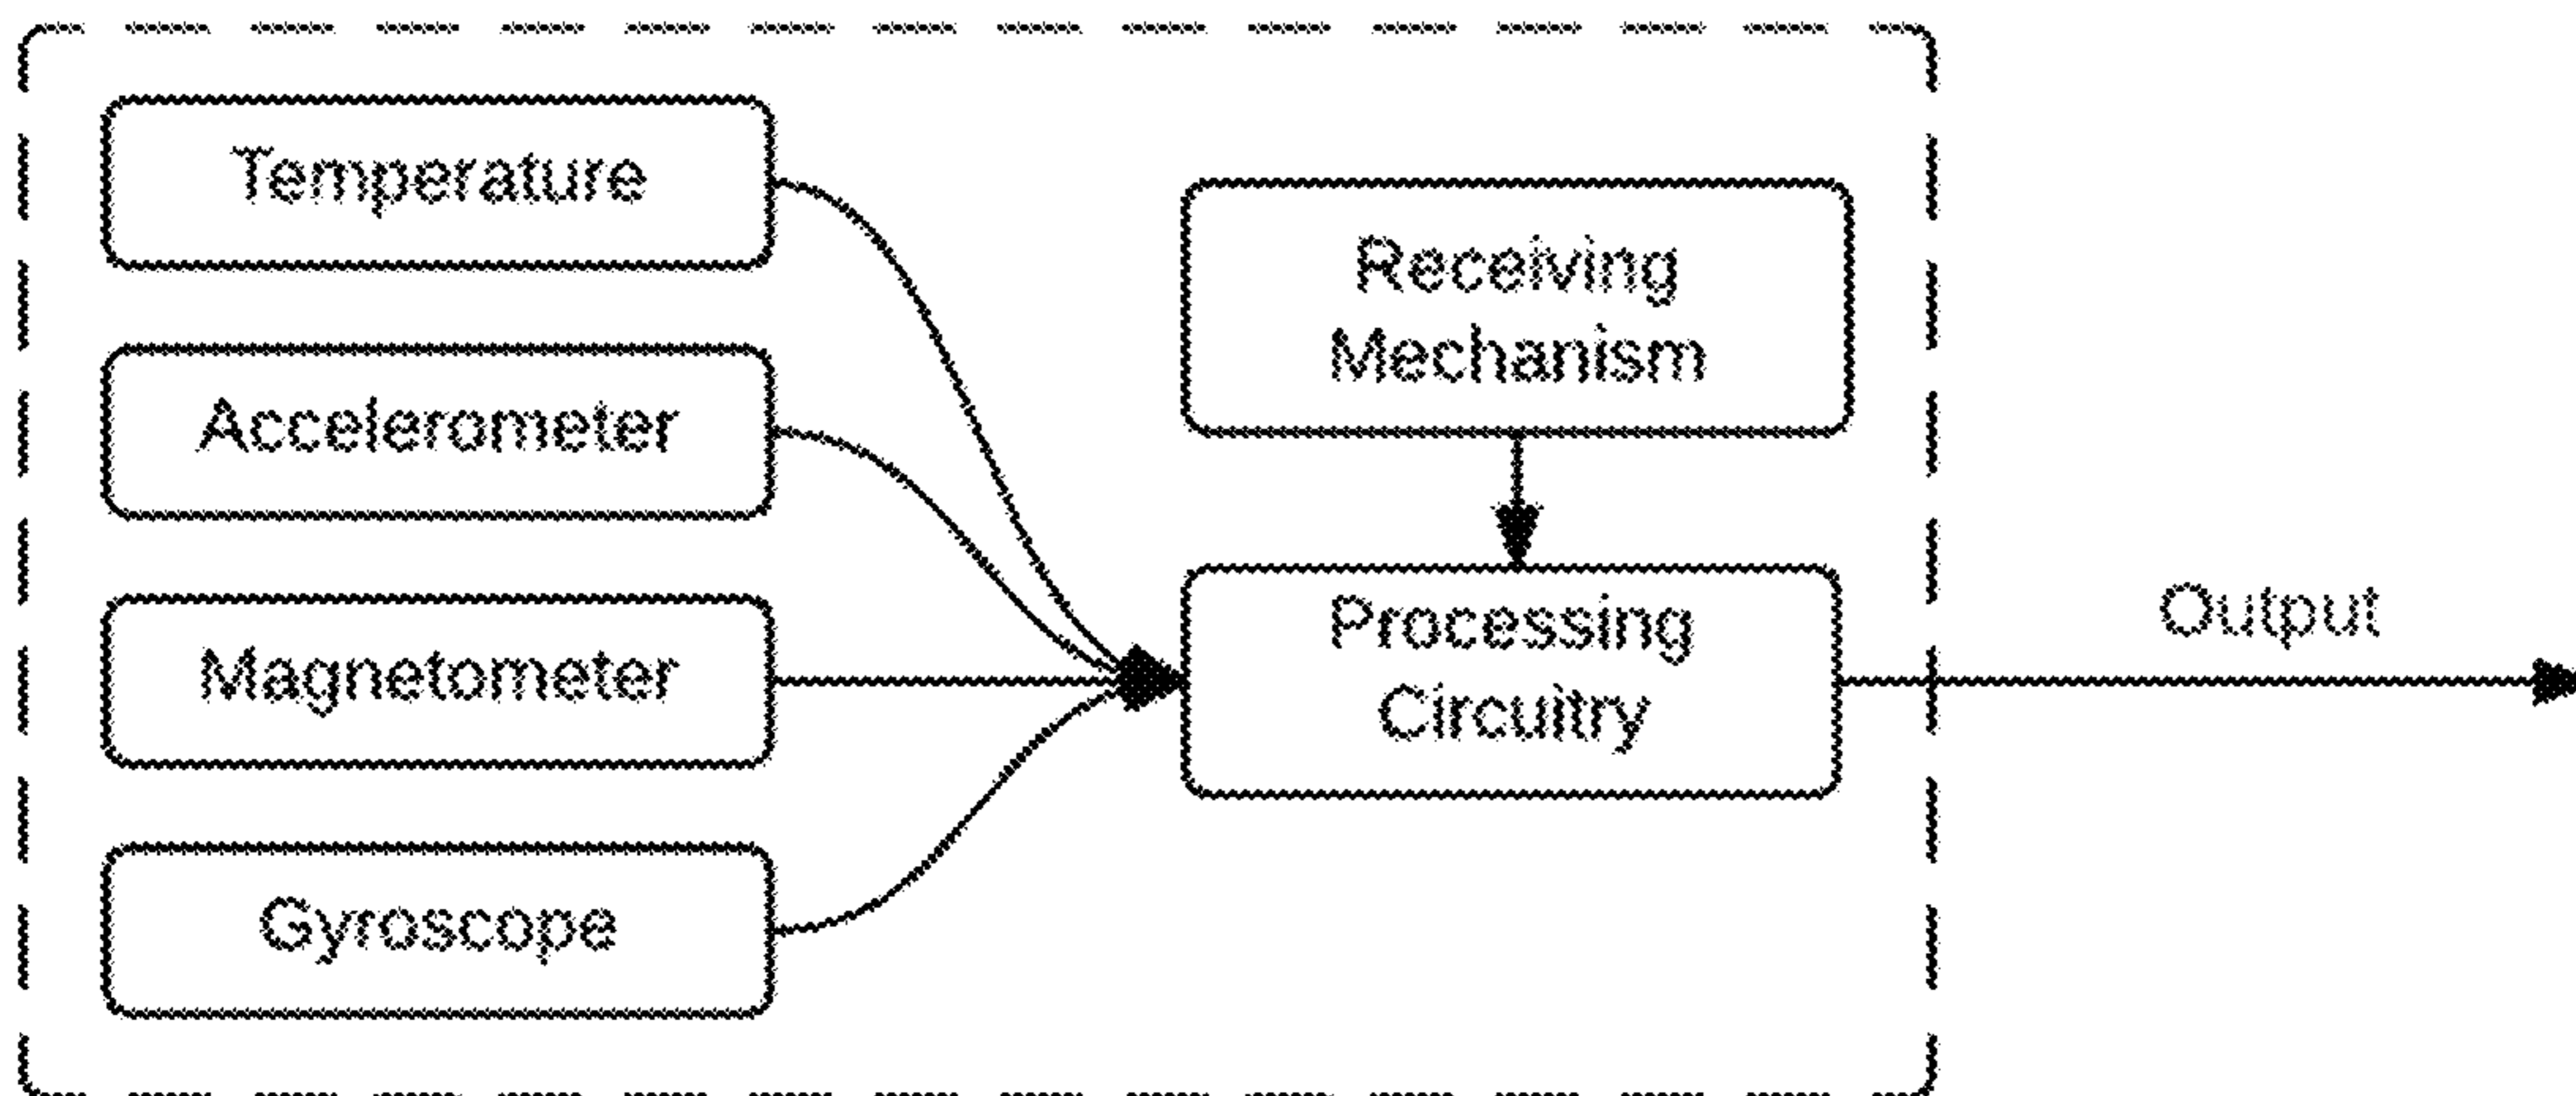 Temperature
Accelerometer
Magnetometer
Gyroscope
Receiving
Mechanism
Processing
Circuitry
Output